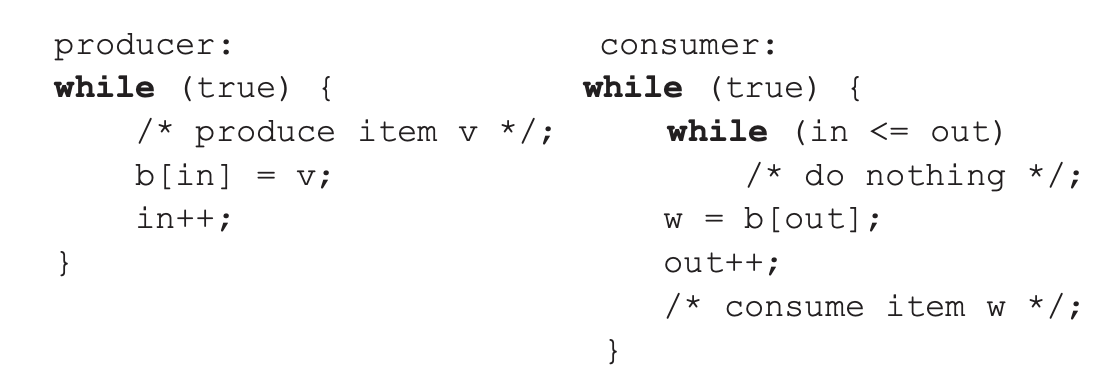 producer:
while (true) {
/* produce item v */;
b[in] = v;
in++;
}
consumer:
while (true) {
while (in <= out)
/* do nothing */;
w = b[out];
out++;
/* consume item w */;
}